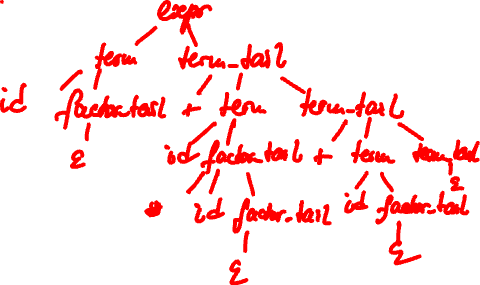 expr
term term_tail
id factor_tail + term term_tail
ε id factor_tail + term term_tail
* id factor_tail id factor_tail ε
ε ε